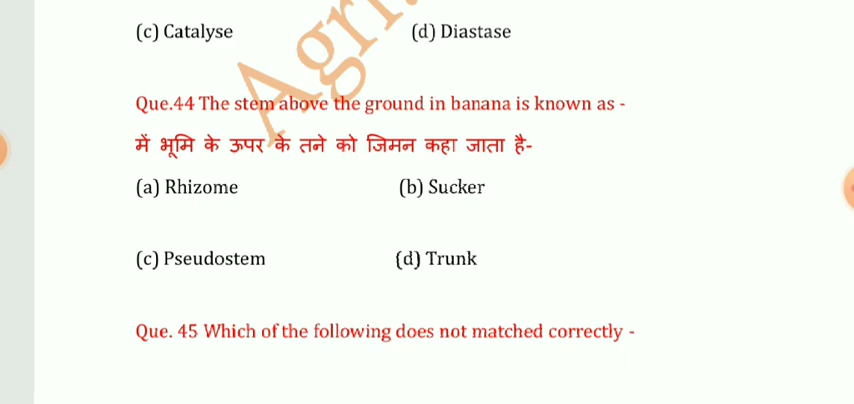 (c) Catalyse (d) Diastase
Agri
Que.44 The stem above the ground in banana is known as -
में भूमि के ऊपर के तने को जिमन कहा जाता है-
(a) Rhizome (b) Sucker
(c) Pseudostem (d) Trunk
Que. 45 Which of the following does not matched correctly -